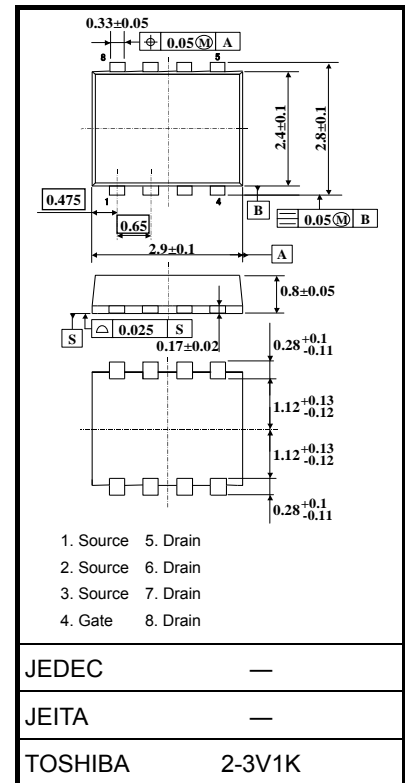 0.33±0.05
⌖ 0.05Ⓜ A
8 5
2.4±0.1
2.8±0.1
0.475
1 4
B
⌯ 0.05Ⓜ B
0.65
2.9±0.1
A
0.8±0.05
S
⌓ 0.025 S
0.17±0.02
0.28 +0.1 -0.11
1.12 +0.13 -0.12
1.12 +0.13 -0.12
0.28 +0.1 -0.11
1. Source 5. Drain
2. Source 6. Drain
3. Source 7. Drain
4. Gate 8. Drain
JEDEC —
JEITA —
TOSHIBA 2-3V1K